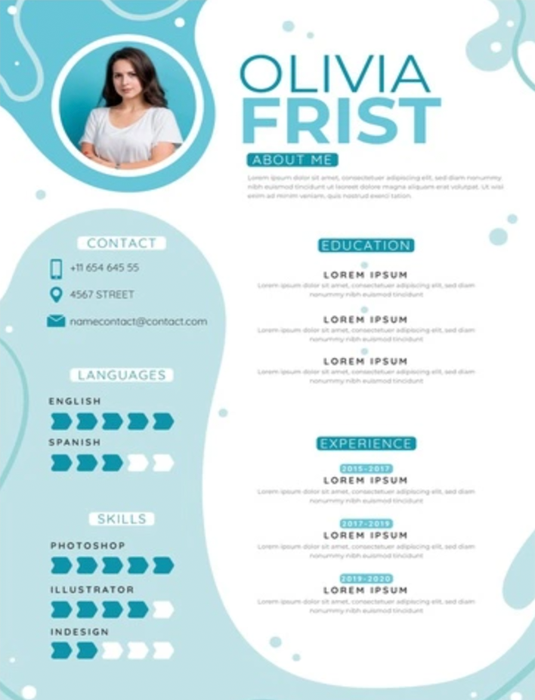 OLIVIA
FRIST
ABOUT ME
Lorem ipsum dolor sit amet, consectetuer adipiscing elit, sed diam nonummy
nibh euismod tincidunt ut laoreet dolore magna aliquam erat volutpat. Ut wisi
enim ad minim veniam, quis nostrud exerci tation
CONTACT
+11 654 645 55
4567 STREET
namecontact@contact.com
LANGUAGES
ENGLISH
SPANISH
SKILLS
PHOTOSHOP
ILLUSTRATOR
INDESIGN
EDUCATION
LOREM IPSUM
Lorem ipsum dolor sit amet, consectetuer adipiscing elit, sed diam
nonummy nibh euismod tincidunt
LOREM IPSUM
Lorem ipsum dolor sit amet, consectetuer adipiscing elit, sed diam
nonummy nibh euismod tincidunt
LOREM IPSUM
Lorem ipsum dolor sit amet, consectetuer adipiscing elit, sed diam
nonummy nibh euismod tincidunt
EXPERIENCE
2015-2017
LOREM IPSUM
Lorem ipsum dolor sit amet, consectetuer adipiscing elit, sed diam
nonummy nibh euismod tincidunt
2017-2019
LOREM IPSUM
Lorem ipsum dolor sit amet, consectetuer adipiscing elit, sed diam
nonummy nibh euismod tincidunt
2019-2020
LOREM IPSUM
Lorem ipsum dolor sit amet, consectetuer adipiscing elit, sed diam
nonummy nibh euismod tincidunt